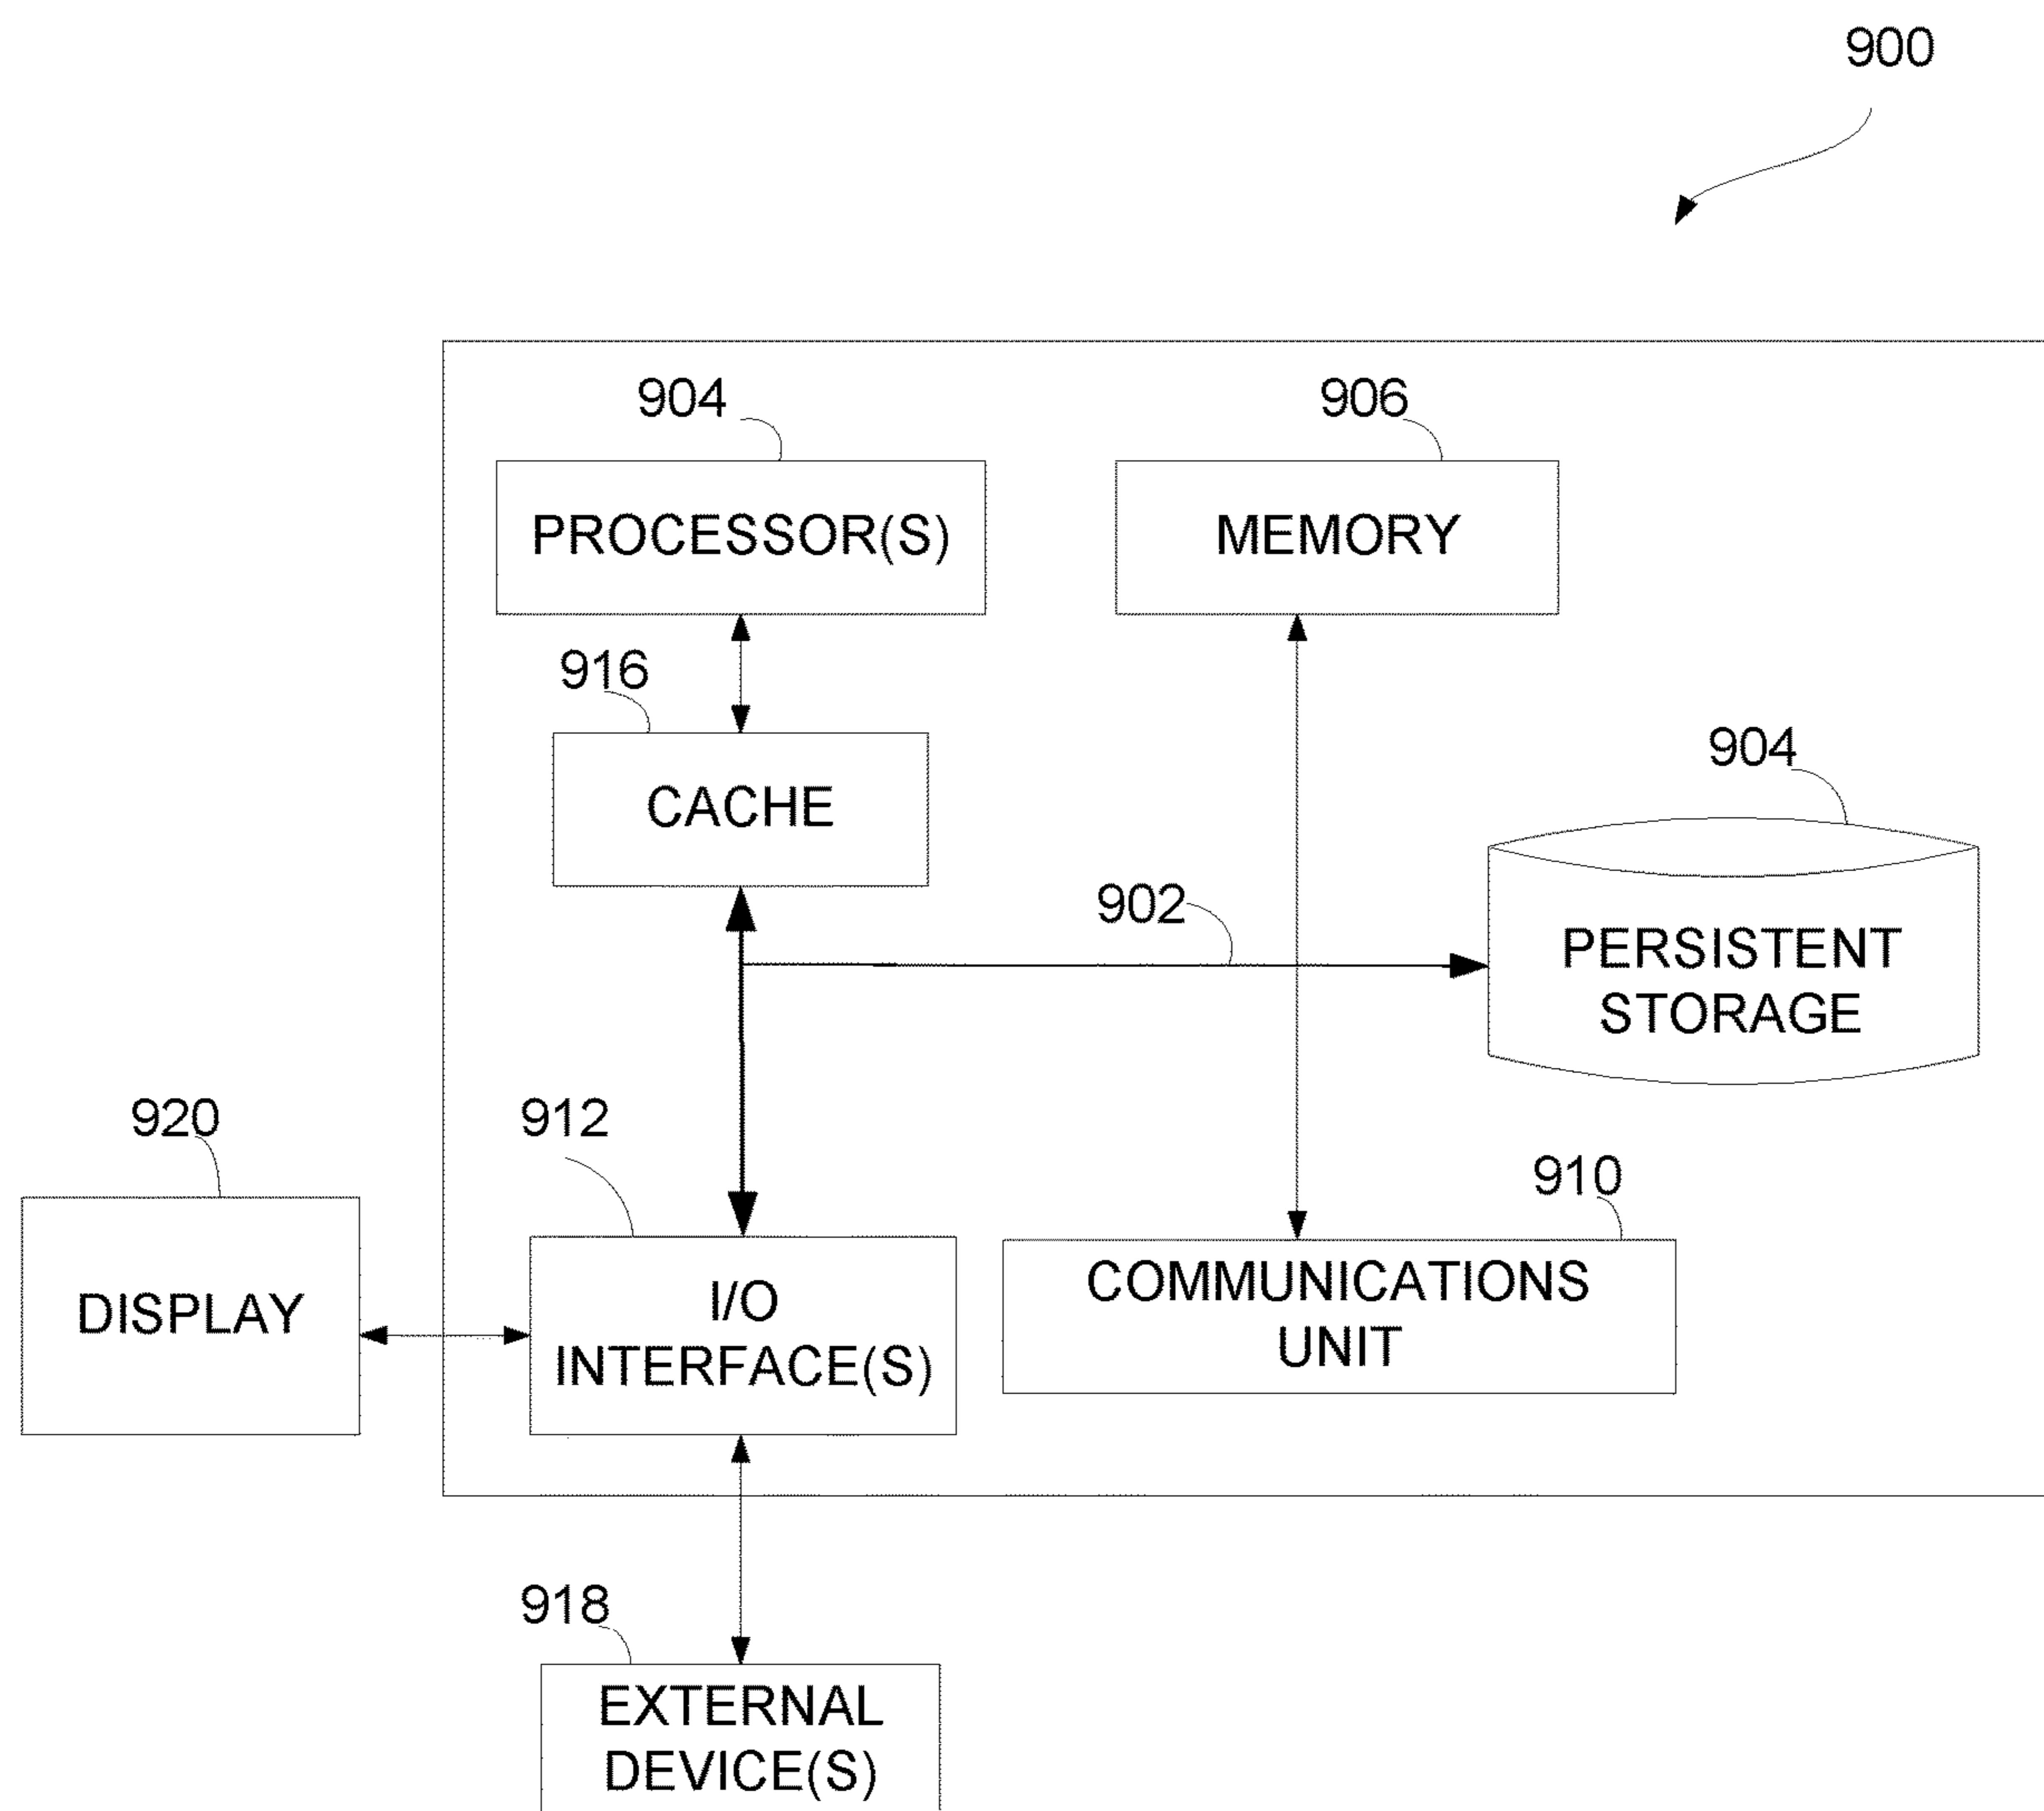 900
904
906
PROCESSOR(S)
MEMORY
916
CACHE
904
902
PERSISTENT
STORAGE
920
912
910
DISPLAY
I/O
INTERFACE(S)
COMMUNICATIONS
UNIT
918
EXTERNAL
DEVICE(S)